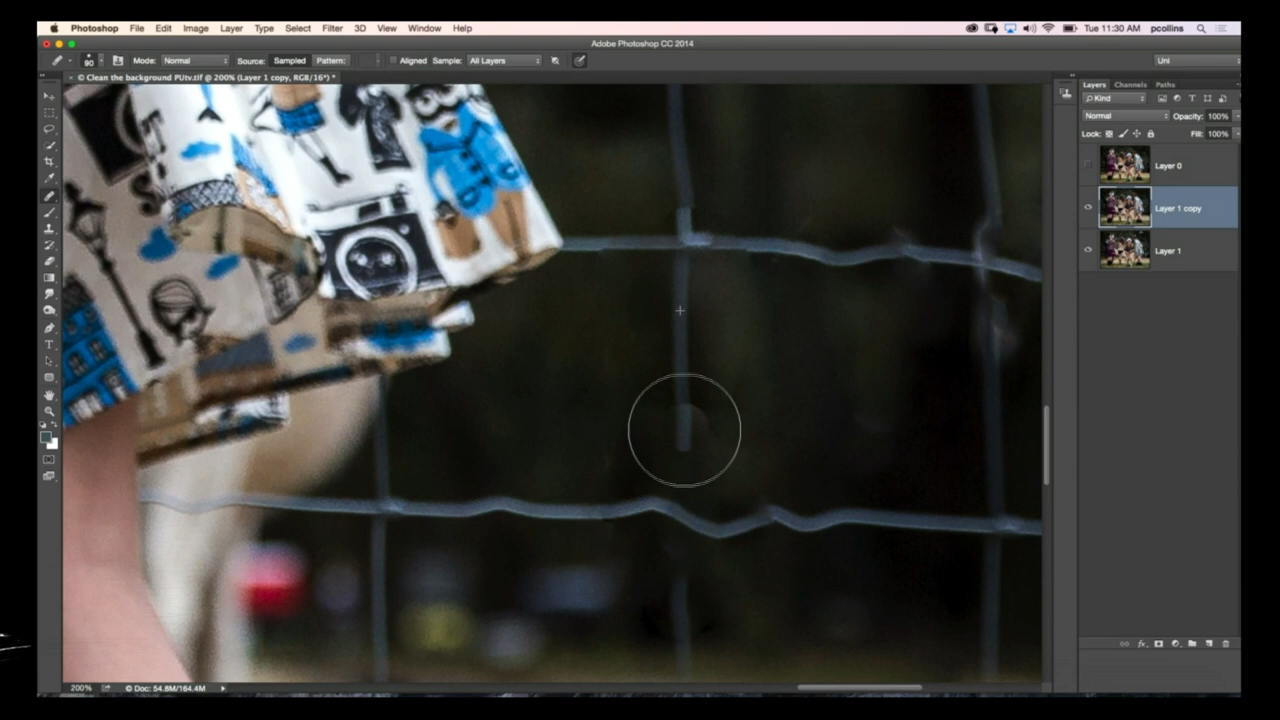 Photoshop File Edit Image Layer Type Select Filter 3D View Window Help Tue 11:30 AM pcollins
Adobe Photoshop CC 2014
90 Mode: Normal Source: Sampled Pattern: Aligned Sample: All Layers Uni
× © Clean the background PUtv.tif @ 200% (Layer 1 copy, RGB/16*) *
Layers Channels Paths
Kind
Normal Opacity: 100%
Lock: Fill: 100%
Layer 0
Layer 1 copy
Layer 1
fx
200% © Doc: 54.8M/164.4M